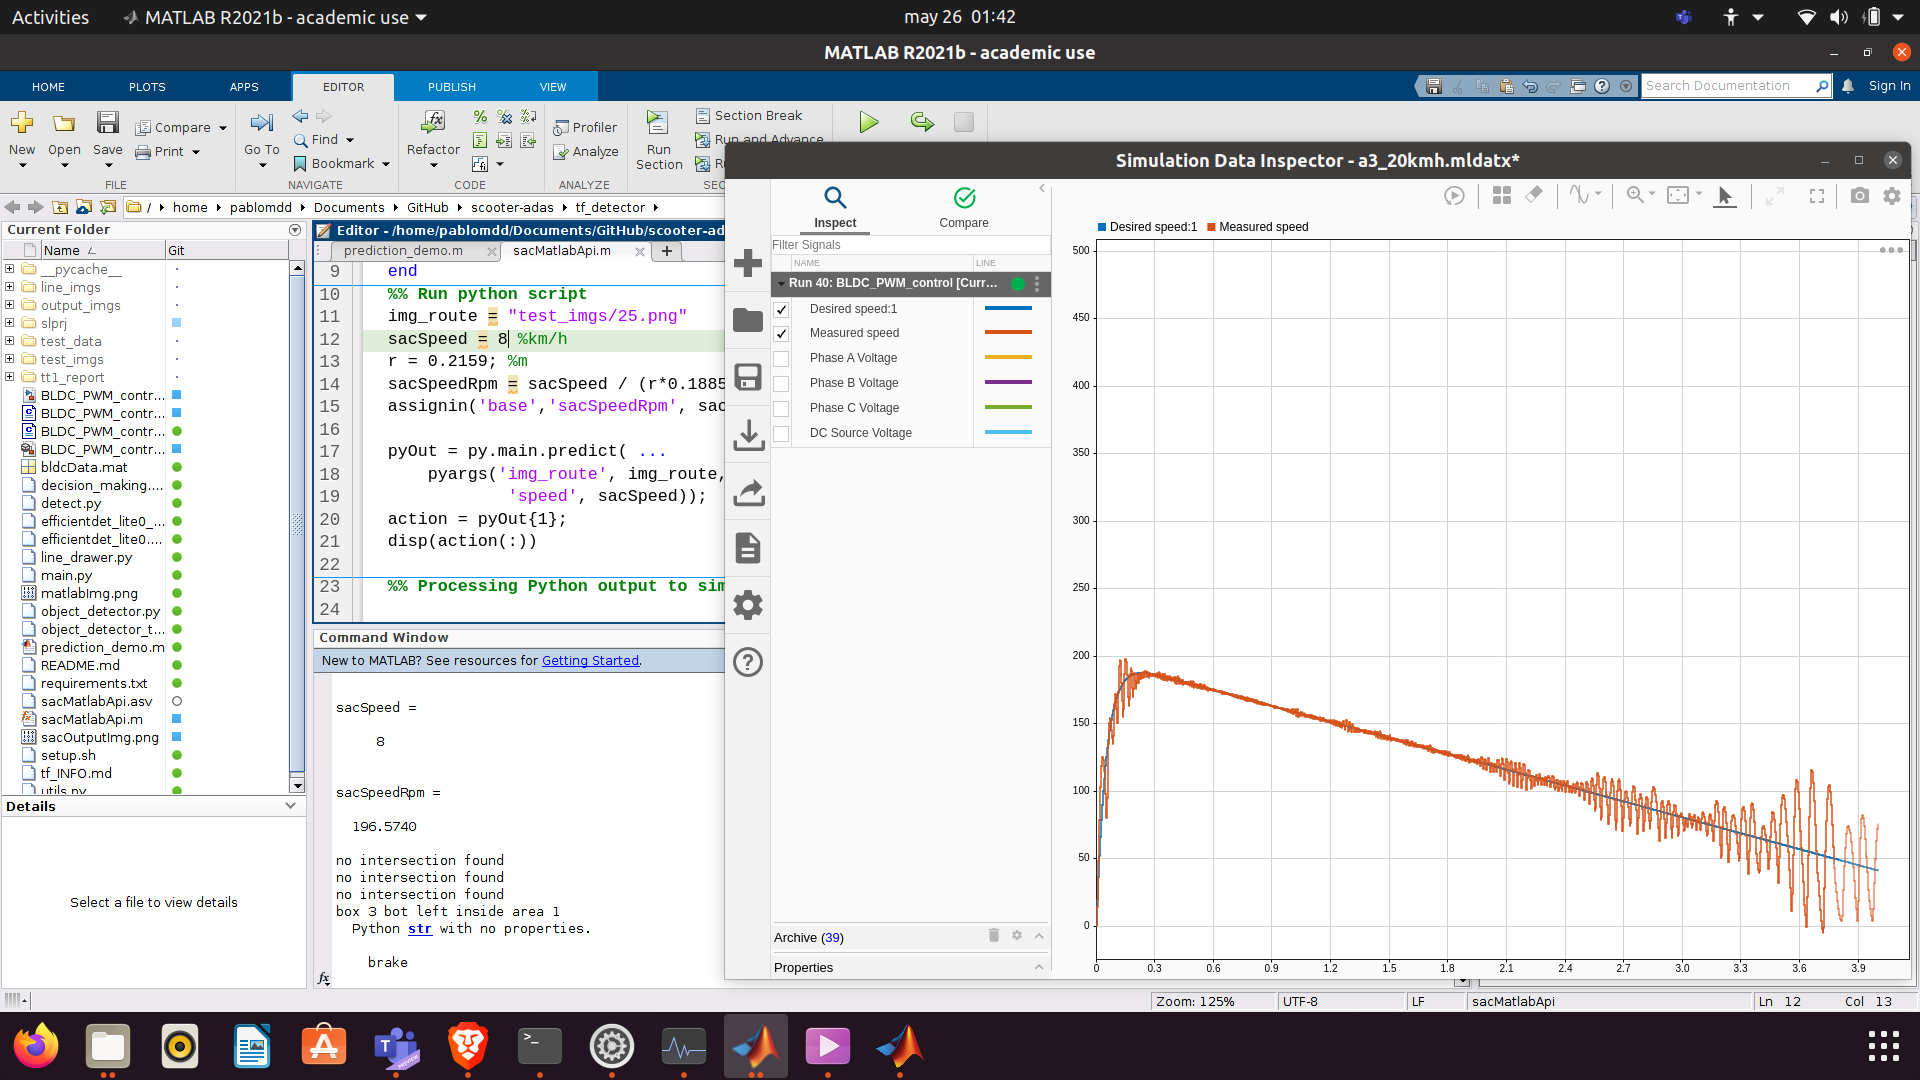 Activities
MATLAB R2021b - academic use
may 26 01:42
MATLAB R2021b - academic use
HOME
PLOTS
APPS
EDITOR
PUBLISH
VIEW
Search Documentation
Sign In
New
Open
Save
Compare
Print
FILE
Go To
Find
Bookmark
NAVIGATE
Refactor
CODE
Profiler
Analyze
ANALYZE
Run Section
Section Break
Run and Advance
Run
SEC
/ home pablomdd Documents GitHub scooter-adas tf_detector
Current Folder
Name
Git
__pycache__
line_imgs
output_imgs
slprj
test_data
test_imgs
tt1_report
BLDC_PWM_contr...
BLDC_PWM_contr...
BLDC_PWM_contr...
BLDC_PWM_contr...
bldcData.mat
decision_making....
detect.py
efficientdet_lite0_...
efficientdet_lite0....
line_drawer.py
main.py
matlabImg.png
object_detector.py
object_detector_t...
prediction_demo.m
README.md
requirements.txt
sacMatlabApi.asv
sacMatlabApi.m
sacOutputImg.png
setup.sh
tf_INFO.md
utils.py
Details
Select a file to view details
Editor - /home/pablomdd/Documents/GitHub/scooter-ad
prediction_demo.m
sacMatlabApi.m
9 end
10 %% Run python script
11 img_route = "test_imgs/25.png"
12 sacSpeed = 8 %km/h
13 r = 0.2159; %m
14 sacSpeedRpm = sacSpeed / (r*0.1885
15 assignin('base','sacSpeedRpm', sac
16
17 pyOut = py.main.predict( ...
18 pyargs('img_route', img_route,
19 'speed', sacSpeed));
20 action = pyOut{1};
21 disp(action(:))
22
23 %% Processing Python output to sim
24
Command Window
New to MATLAB? See resources for Getting Started.
sacSpeed =
8
sacSpeedRpm =
196.5740
no intersection found
no intersection found
no intersection found
box 3 bot left inside area 1
Python str with no properties.
brake
fx
Simulation Data Inspector - a3_20kmh.mldatx*
Inspect
Compare
Filter Signals
NAME
LINE
Run 40: BLDC_PWM_control [Curr...
Desired speed:1
Measured speed
Phase A Voltage
Phase B Voltage
Phase C Voltage
DC Source Voltage
Archive (39)
Properties
Desired speed:1
Measured speed
500
450
400
350
300
250
200
150
100
50
0
0 0.3 0.6 0.9 1.2 1.5 1.8 2.1 2.4 2.7 3.0 3.3 3.6 3.9
Zoom: 125%
UTF-8
LF
sacMatlabApi
Ln 12 Col 13
PREVIEW